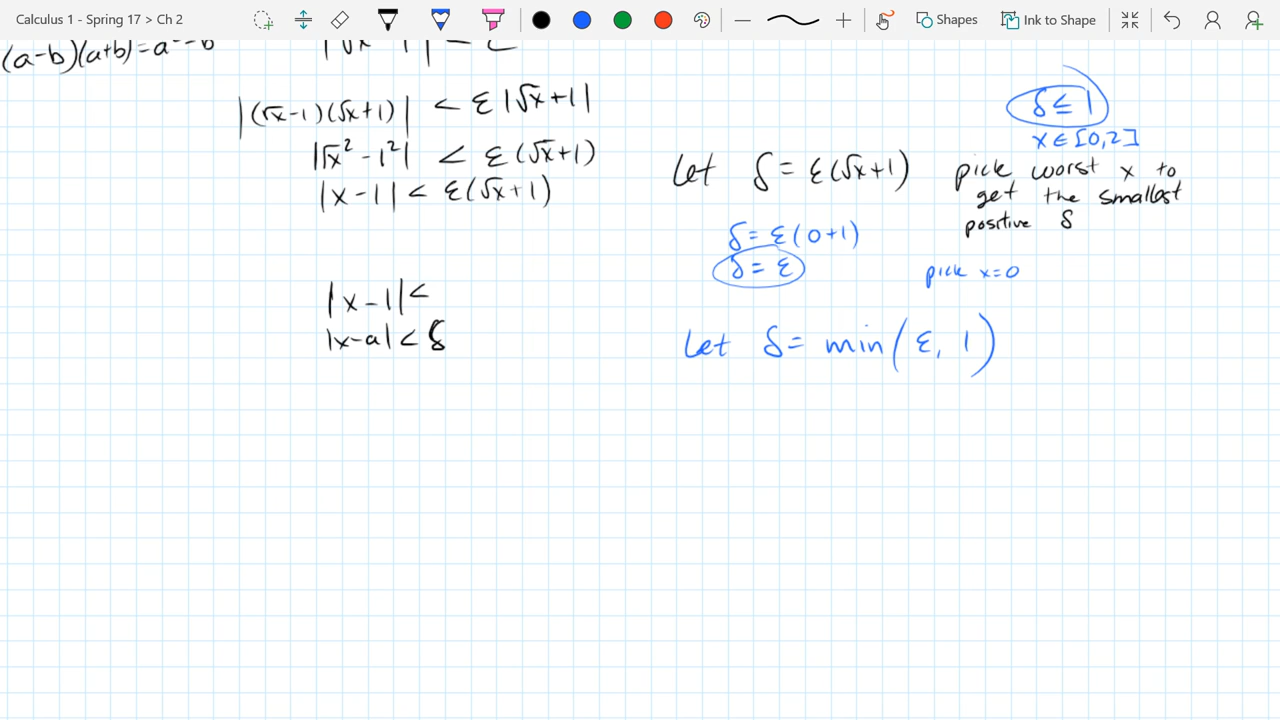 Calculus 1 - Spring 17 > Ch 2
Shapes
Ink to Shape
(a-b)(a+b)=a²-b²
|(√x-1)(√x+1)| < ε|√x+1|
|√x²-1²| < ε(√x+1)
|x-1| < ε(√x+1)
|x-1| <
|x-a| < δ
δ ≤ 1
x ∈ [0,2]
Let δ = ε(√x+1)
pick worst x to
get the smallest
positive δ
δ = ε(0+1)
δ = ε
pick x=0
Let δ = min(ε, 1)